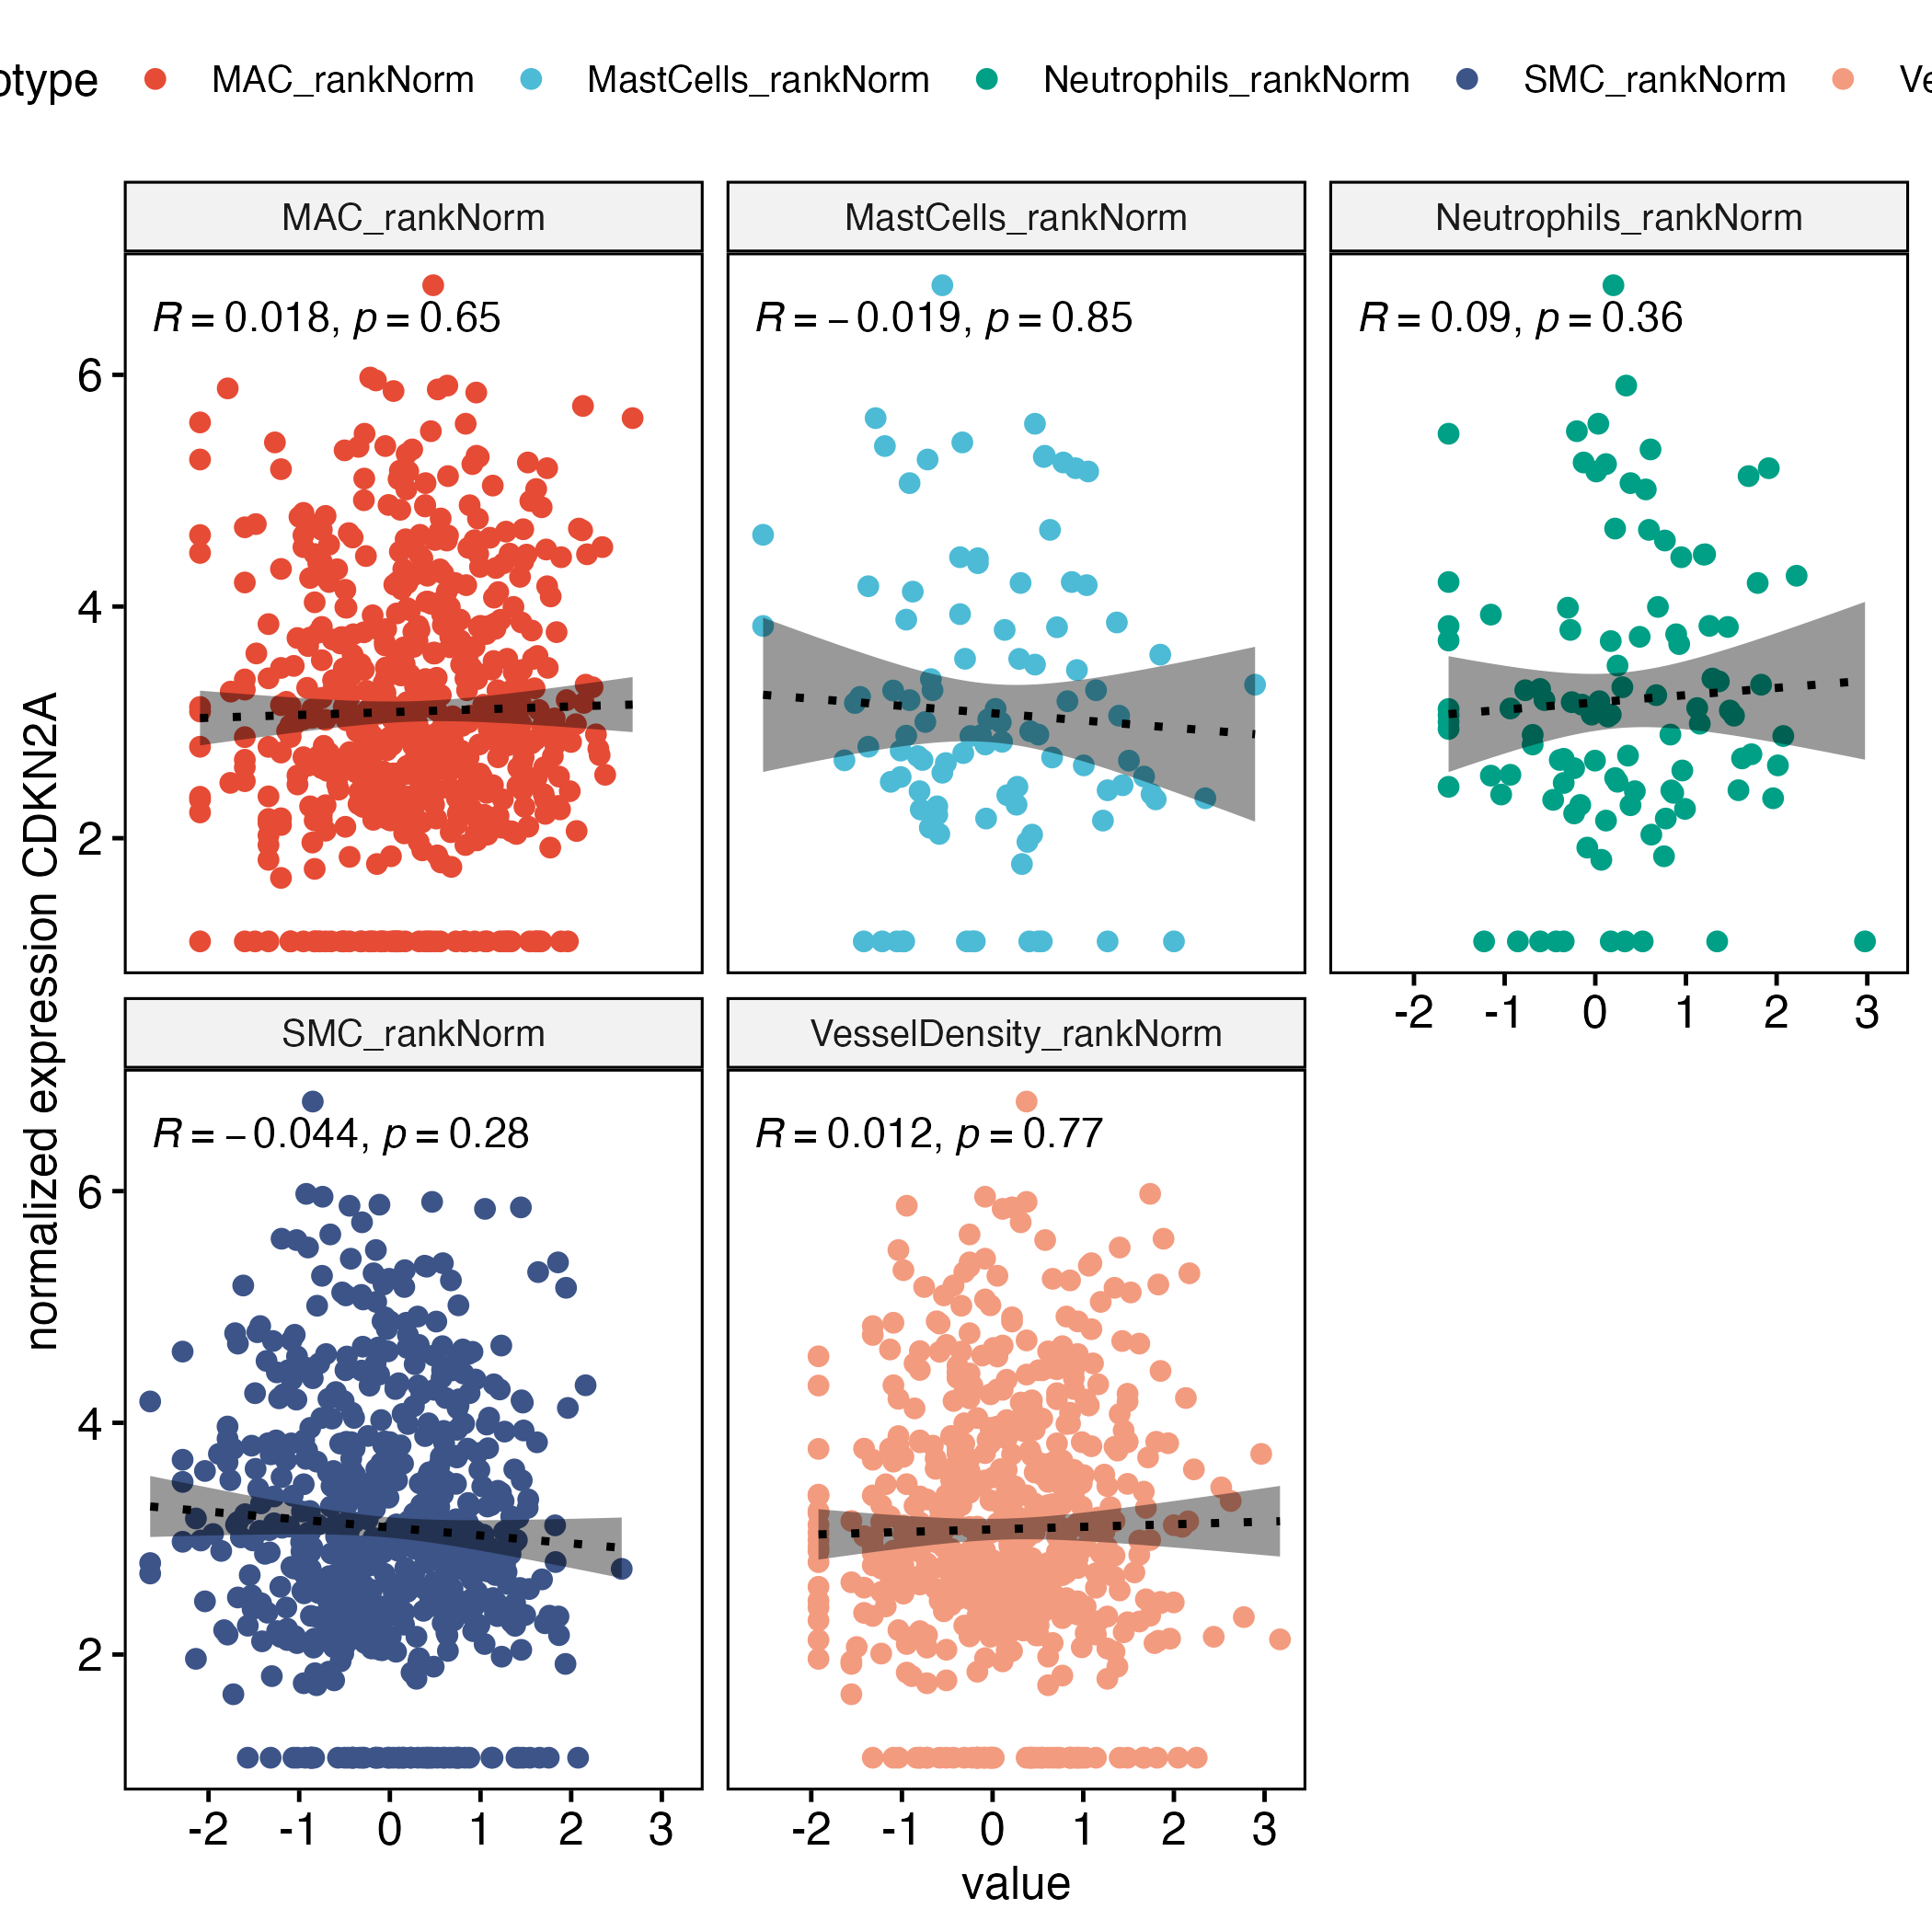 otype MAC_rankNorm MastCells_rankNorm Neutrophils_rankNorm SMC_rankNorm Ve
MAC_rankNorm MastCells_rankNorm Neutrophils_rankNorm
R = 0.018, p = 0.65 R = −0.019, p = 0.85 R = 0.09, p = 0.36
6
4
2
-2 -1 0 1 2 3
normalized expression CDKN2A
SMC_rankNorm VesselDensity_rankNorm
R = −0.044, p = 0.28 R = 0.012, p = 0.77
6
4
2
-2 -1 0 1 2 3 -2 -1 0 1 2 3
value